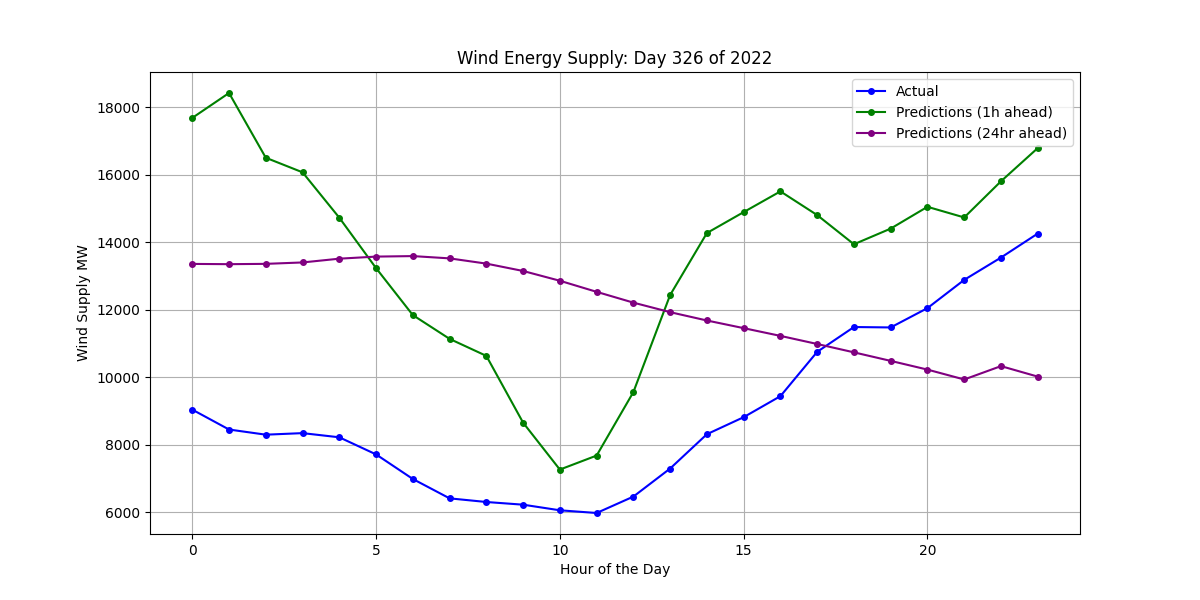 Wind Energy Supply: Day 326 of 2022
Actual
Predictions (1h ahead)
Predictions (24hr ahead)
Wind Supply MW
18000
16000
14000
12000
10000
8000
6000
0 5 10 15 20
Hour of the Day